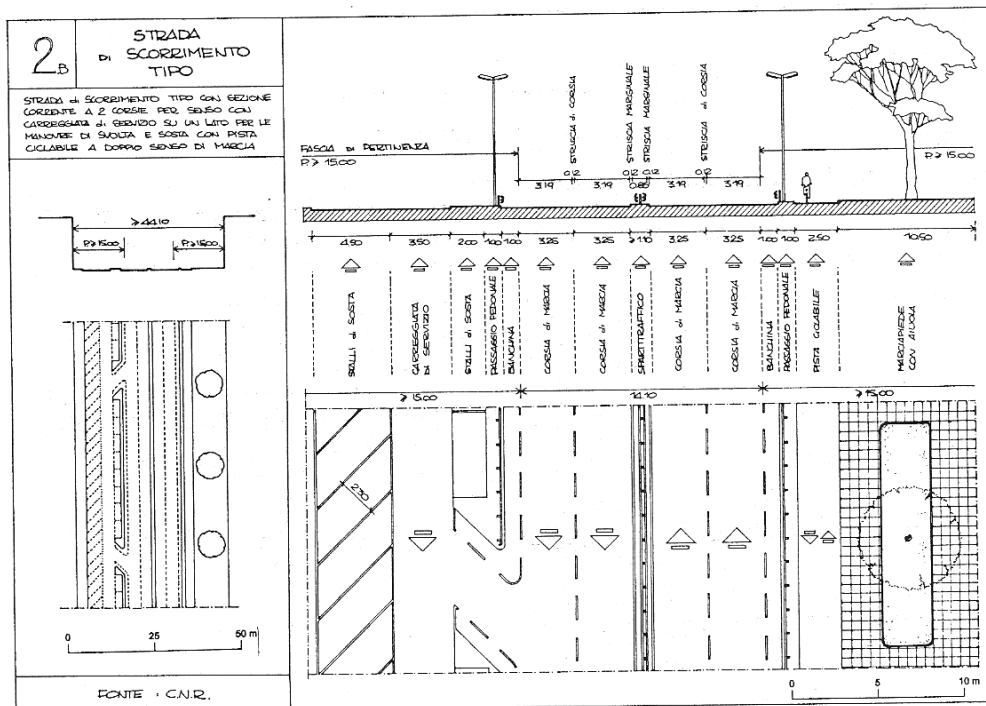 2B
STRADA
DI SCORRIMENTO
TIPO
STRADA di SCORRIMENTO TIPO CON SEZIONE
CORRENTE A 2 CORSIE PER SENSO CON
CARREGGIATA di SERVIZIO SU UN LATO PER LE
MANOVRE DI SVOLTA E SOSTA CON PISTA
CICLABILE A DOPPIO SENSO DI MARCIA
≥44.10
P.≥15.00
P.≥15.00
0
25
50 m
FONTE : C.N.R.
STRISCIA di CORSIA
STRISCIA MARGINALE
STRISCIA MARGINALE
STRISCIA di CORSIA
FASCIA DI PERTINENZA
P.≥ 15.00
P.≥ 15.00
0.12
0.12
0.12
0.12
3.19
3.19
0.86
3.19
3.19
4.50
3.50
2.00
1.00
1.00
3.25
3.25
≥1.10
3.25
3.25
1.00
1.00
2.50
10.50
STALLI di SOSTA
CARREGGIATA
DI SERVIZIO
STALLI di SOSTA
PASSAGGIO PEDONALE
BANCHINA
CORSIA di MARCIA
CORSIA di MARCIA
SPARTITRAFFICO
CORSIA di MARCIA
CORSIA di MARCIA
BANCHINA
PASSAGGIO PEDONALE
PISTA CICLABILE
MARCIAPIEDE
CON AIUOLA
≥ 15.00
14.10
≥ 15.00
2.30
0
5
10 m